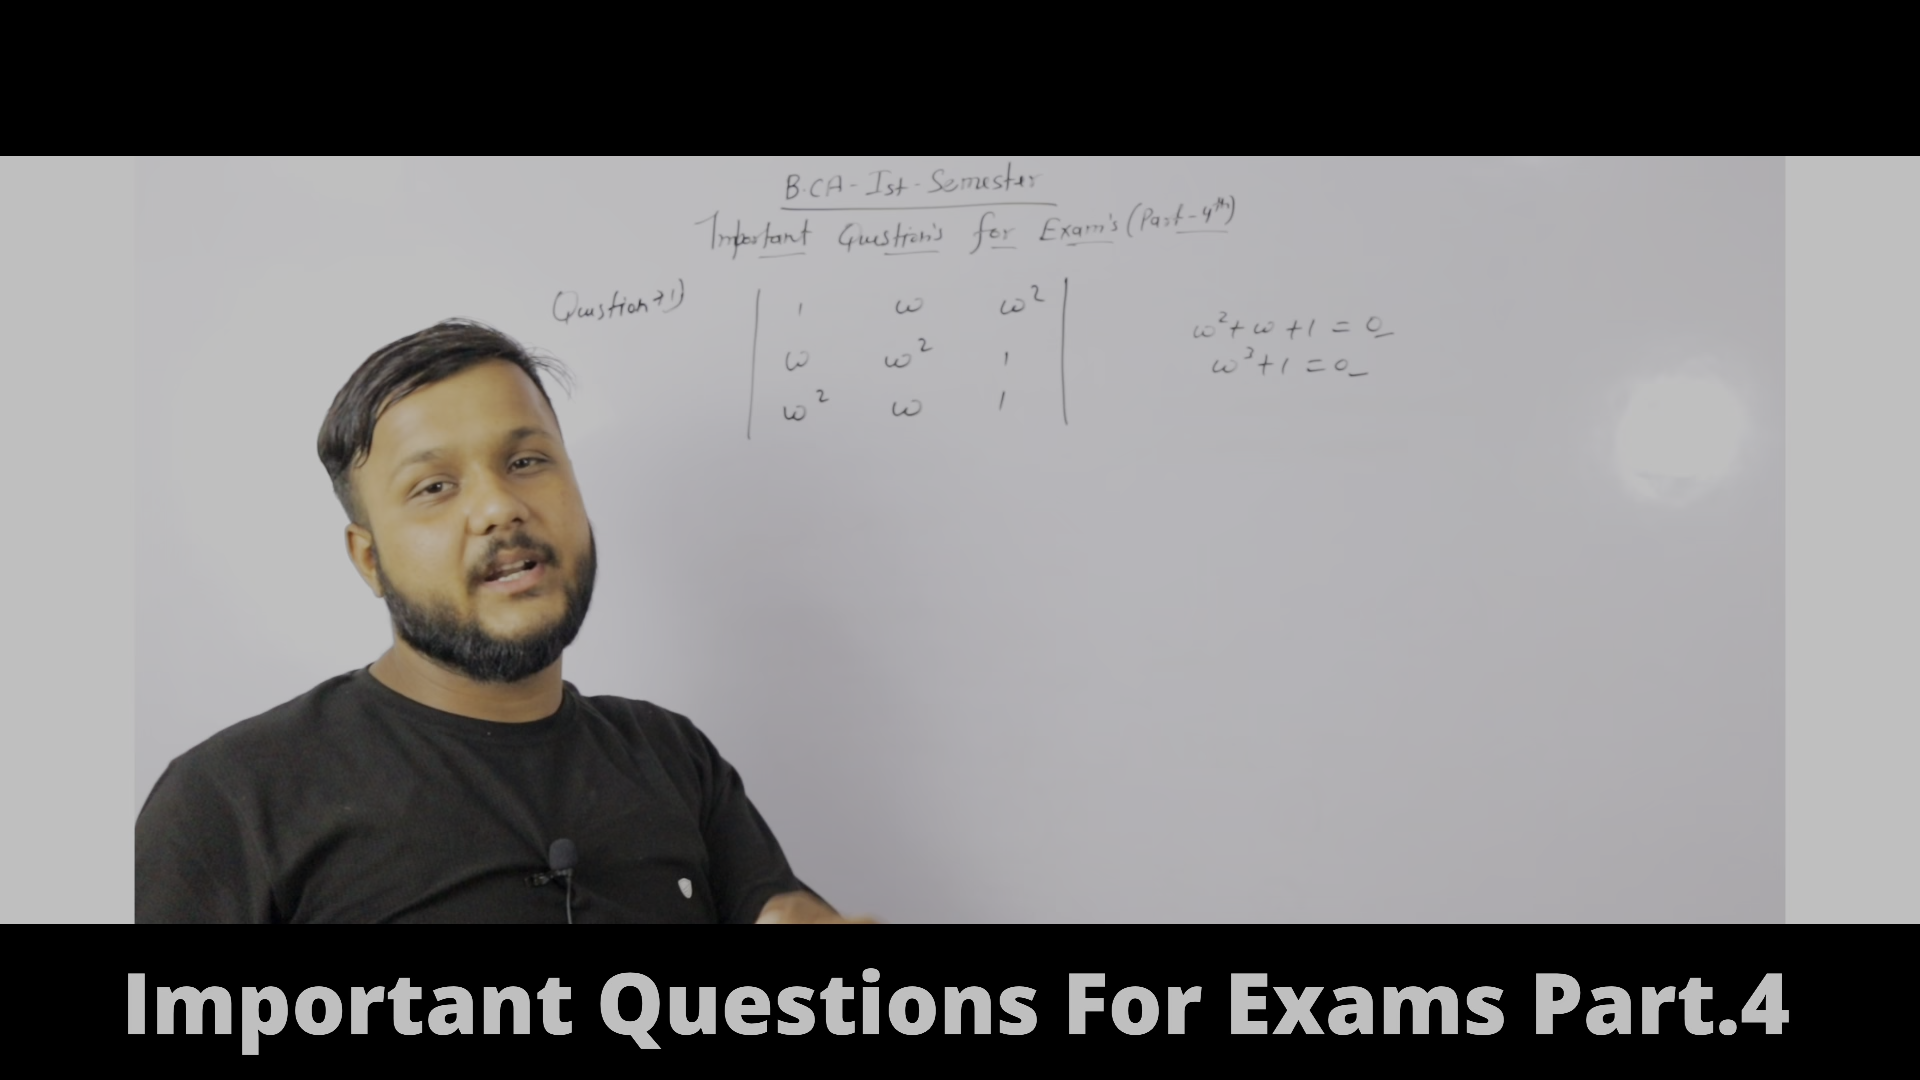 B.CA - Ist - Semester
Important Question's for Exam's (Part-4th)
Question → 1)
1 ω ω²
ω ω² 1
ω² ω 1
ω² + ω + 1 = 0
ω³ + 1 = 0
Important Questions For Exams Part.4